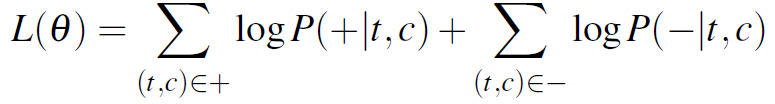 L(θ) = ∑ log P(+|t,c) + ∑ log P(−|t,c)
(t,c)∈+ (t,c)∈−